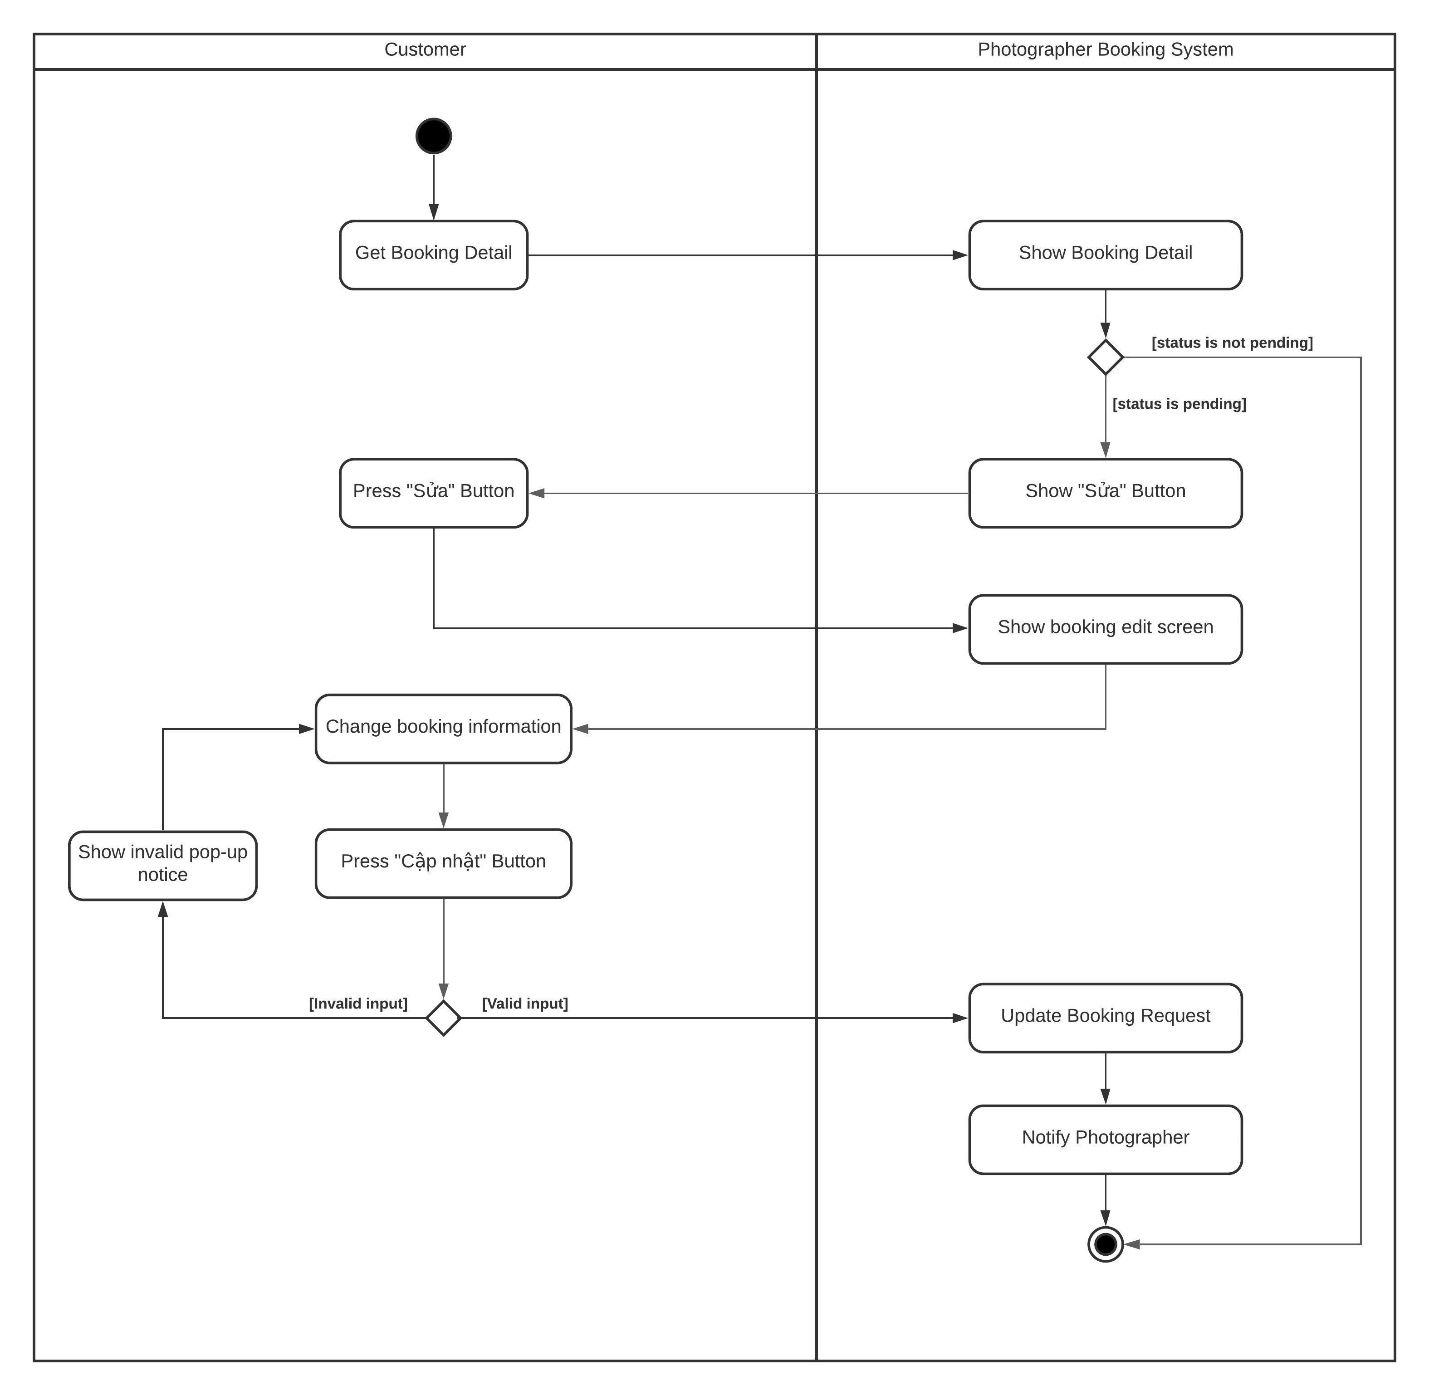 Customer
Photographer Booking System
Get Booking Detail
Show Booking Detail
[status is not pending]
[status is pending]
Press "Sửa" Button
Show "Sửa" Button
Show booking edit screen
Change booking information
Show invalid pop-up
notice
Press "Cập nhật" Button
[Invalid input]
[Valid input]
Update Booking Request
Notify Photographer